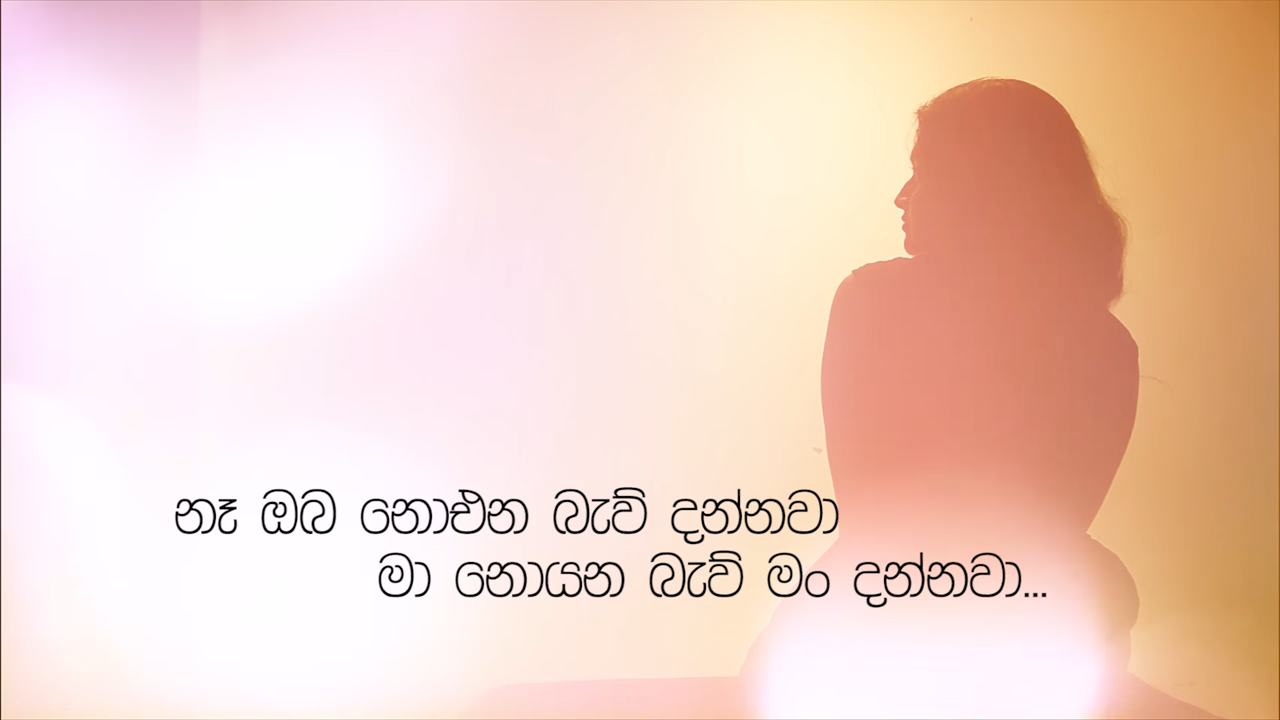 නෑ ඔබ නොඑන බැව් දන්නවා
මා නොයන බැව් මං දන්නවා...